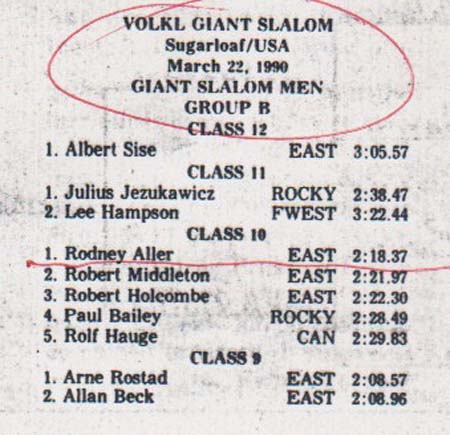 VOLKL GIANT SLALOM
Sugarloaf/USA
March 22, 1990
GIANT SLALOM MEN
GROUP B
CLASS 12
1. Albert Sise EAST 3:05.57
CLASS 11
1. Julius Jezukawicz ROCKY 2:38.47
2. Lee Hampson FWEST 3:22.44
CLASS 10
1. Rodney Aller EAST 2:18.37
2. Robert Middleton EAST 2:21.97
3. Robert Holcombe EAST 2:22.30
4. Paul Bailey ROCKY 2:28.49
5. Rolf Hauge CAN 2:29.83
CLASS 9
1. Arne Rostad EAST 2:08.57
2. Allan Beck EAST 2:08.96